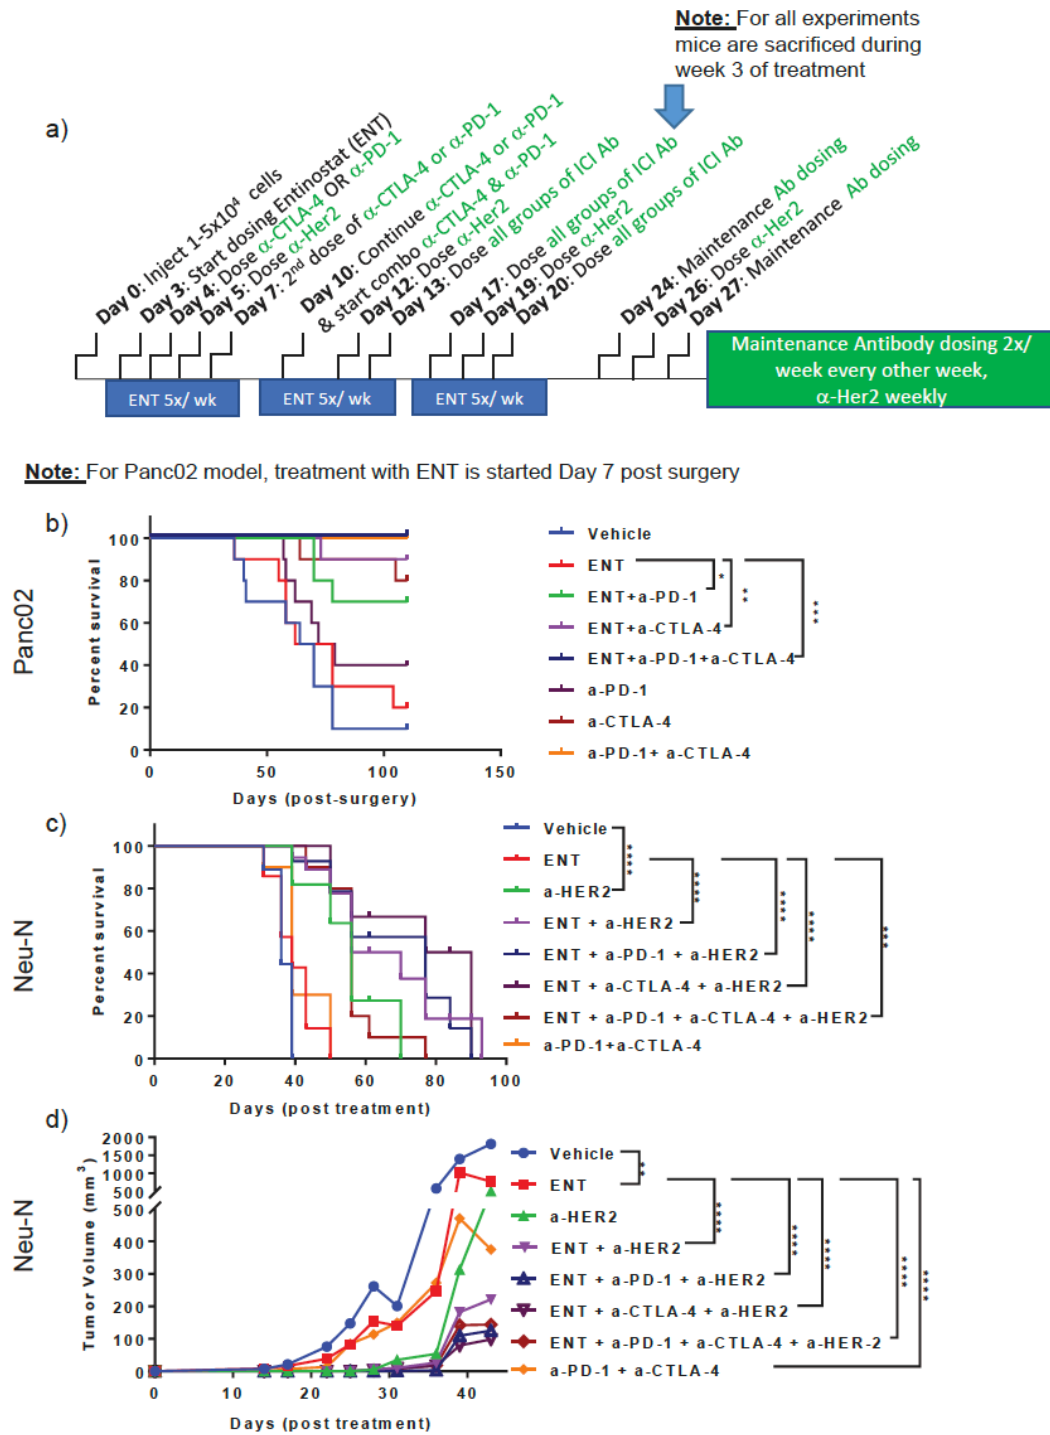 Note: For all experiments
mice are sacrificed during
week 3 of treatment
a)
Day 0: Inject 1-5x10⁴ cells
Day 3: Start dosing Entinostat (ENT)
Day 4: Dose α-CTLA-4 OR α-PD-1
Day 5: Dose α-Her2
Day 7: 2nd dose of α-CTLA-4 or α-PD-1
Day 10: Continue α-CTLA-4 or α-PD-1
& start combo α-CTLA-4 & α-PD-1
Day 12: Dose α-Her2
Day 13: Dose all groups of ICI Ab
Day 17: Dose all groups of ICI Ab
Day 19: Dose α-Her2
Day 20: Dose all groups of ICI Ab
Day 24: Maintenance Ab dosing
Day 26: Dose α-Her2
Day 27: Maintenance Ab dosing
ENT 5x/ wk
ENT 5x/ wk
ENT 5x/ wk
Maintenance Antibody dosing 2x/
week every other week,
α-Her2 weekly
Note: For Panc02 model, treatment with ENT is started Day 7 post surgery
b)
Panc02
Percent survival
100
80
60
40
20
0
0 50 100 150
Days (post-surgery)
Vehicle
ENT
ENT+a-PD-1
ENT+a-CTLA-4
ENT+a-PD-1+a-CTLA-4
a-PD-1
a-CTLA-4
a-PD-1+ a-CTLA-4
*
**
***
c)
Neu-N
Percent survival
100
80
60
40
20
0
0 20 40 60 80 100
Days (post treatment)
Vehicle
ENT
a-HER2
ENT + a-HER2
ENT + a-PD-1 + a-HER2
ENT + a-CTLA-4 + a-HER2
ENT + a-PD-1 + a-CTLA-4 + a-HER2
a-PD-1+a-CTLA-4
****
****
****
****
***
d)
Neu-N
Tumor Volume (mm³)
2000
1500
1000
500
500
400
300
200
100
0
0 10 20 30 40
Days (post treatment)
Vehicle
ENT
a-HER2
ENT + a-HER2
ENT + a-PD-1 + a-HER2
ENT + a-CTLA-4 + a-HER2
ENT + a-PD-1 + a-CTLA-4 + a-HER-2
a-PD-1 + a-CTLA-4
**
****
****
****
****
****